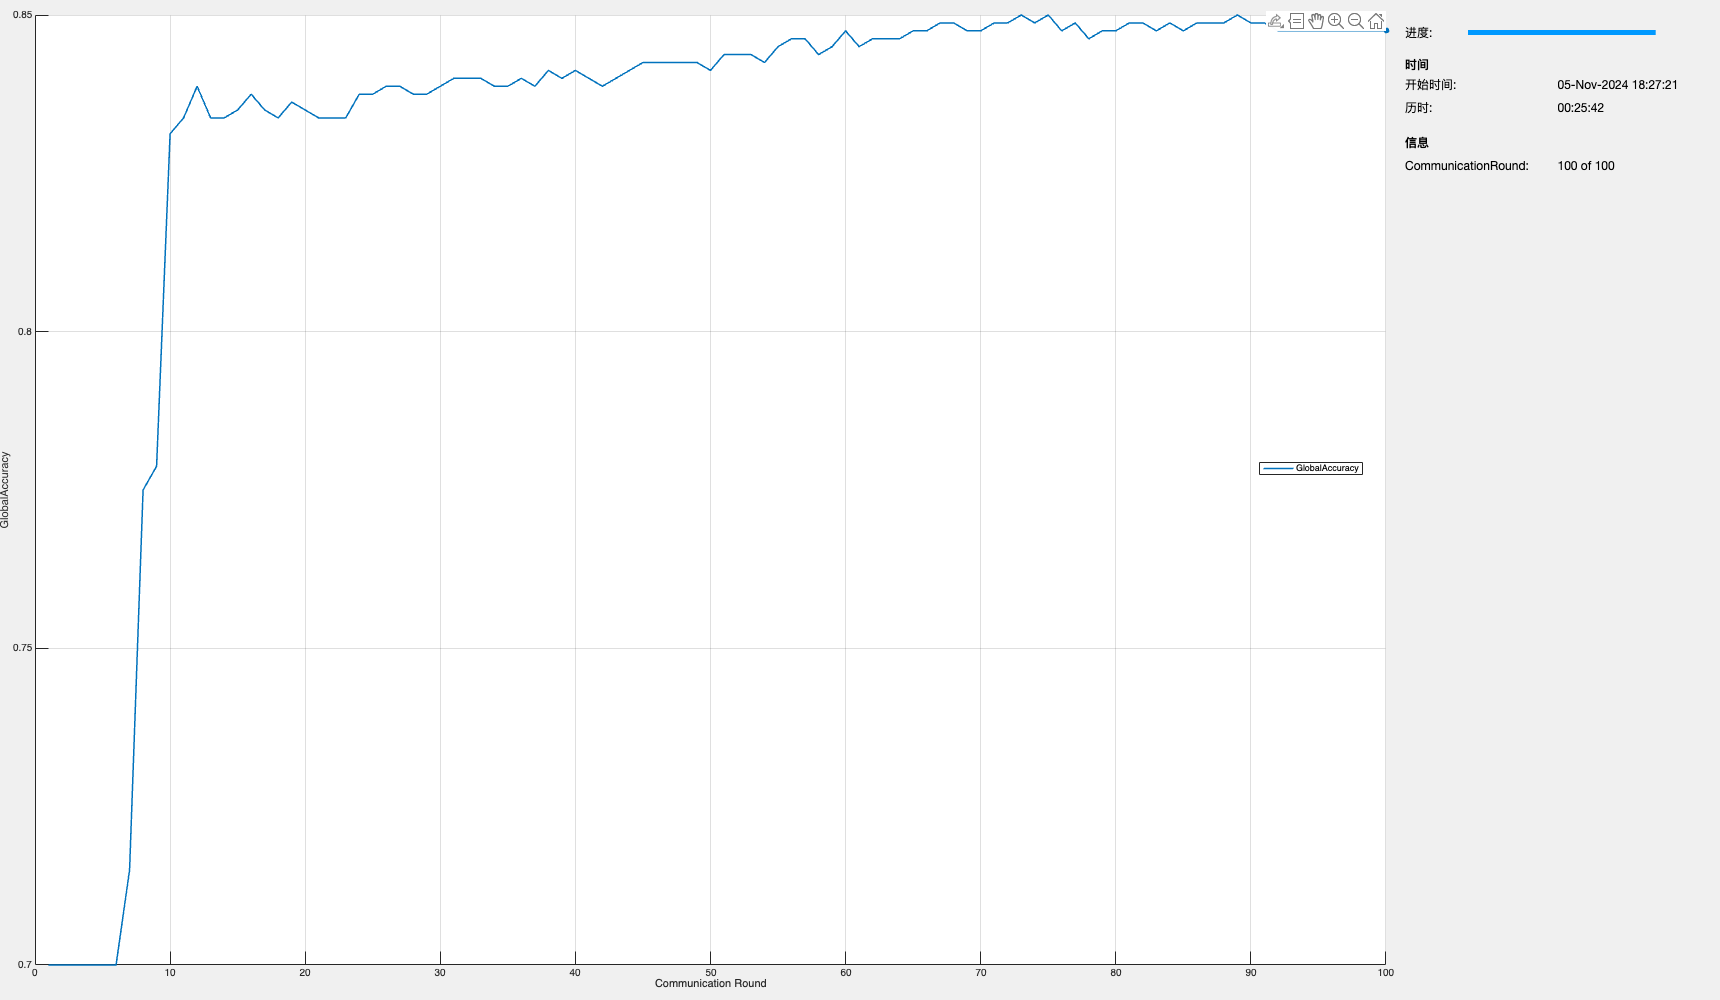 0.85
0.8
0.75
0.7
GlobalAccuracy
0 10 20 30 40 50 60 70 80 90 100
Communication Round
GlobalAccuracy
进度:
时间
开始时间: 05-Nov-2024 18:27:21
历时: 00:25:42
信息
CommunicationRound: 100 of 100